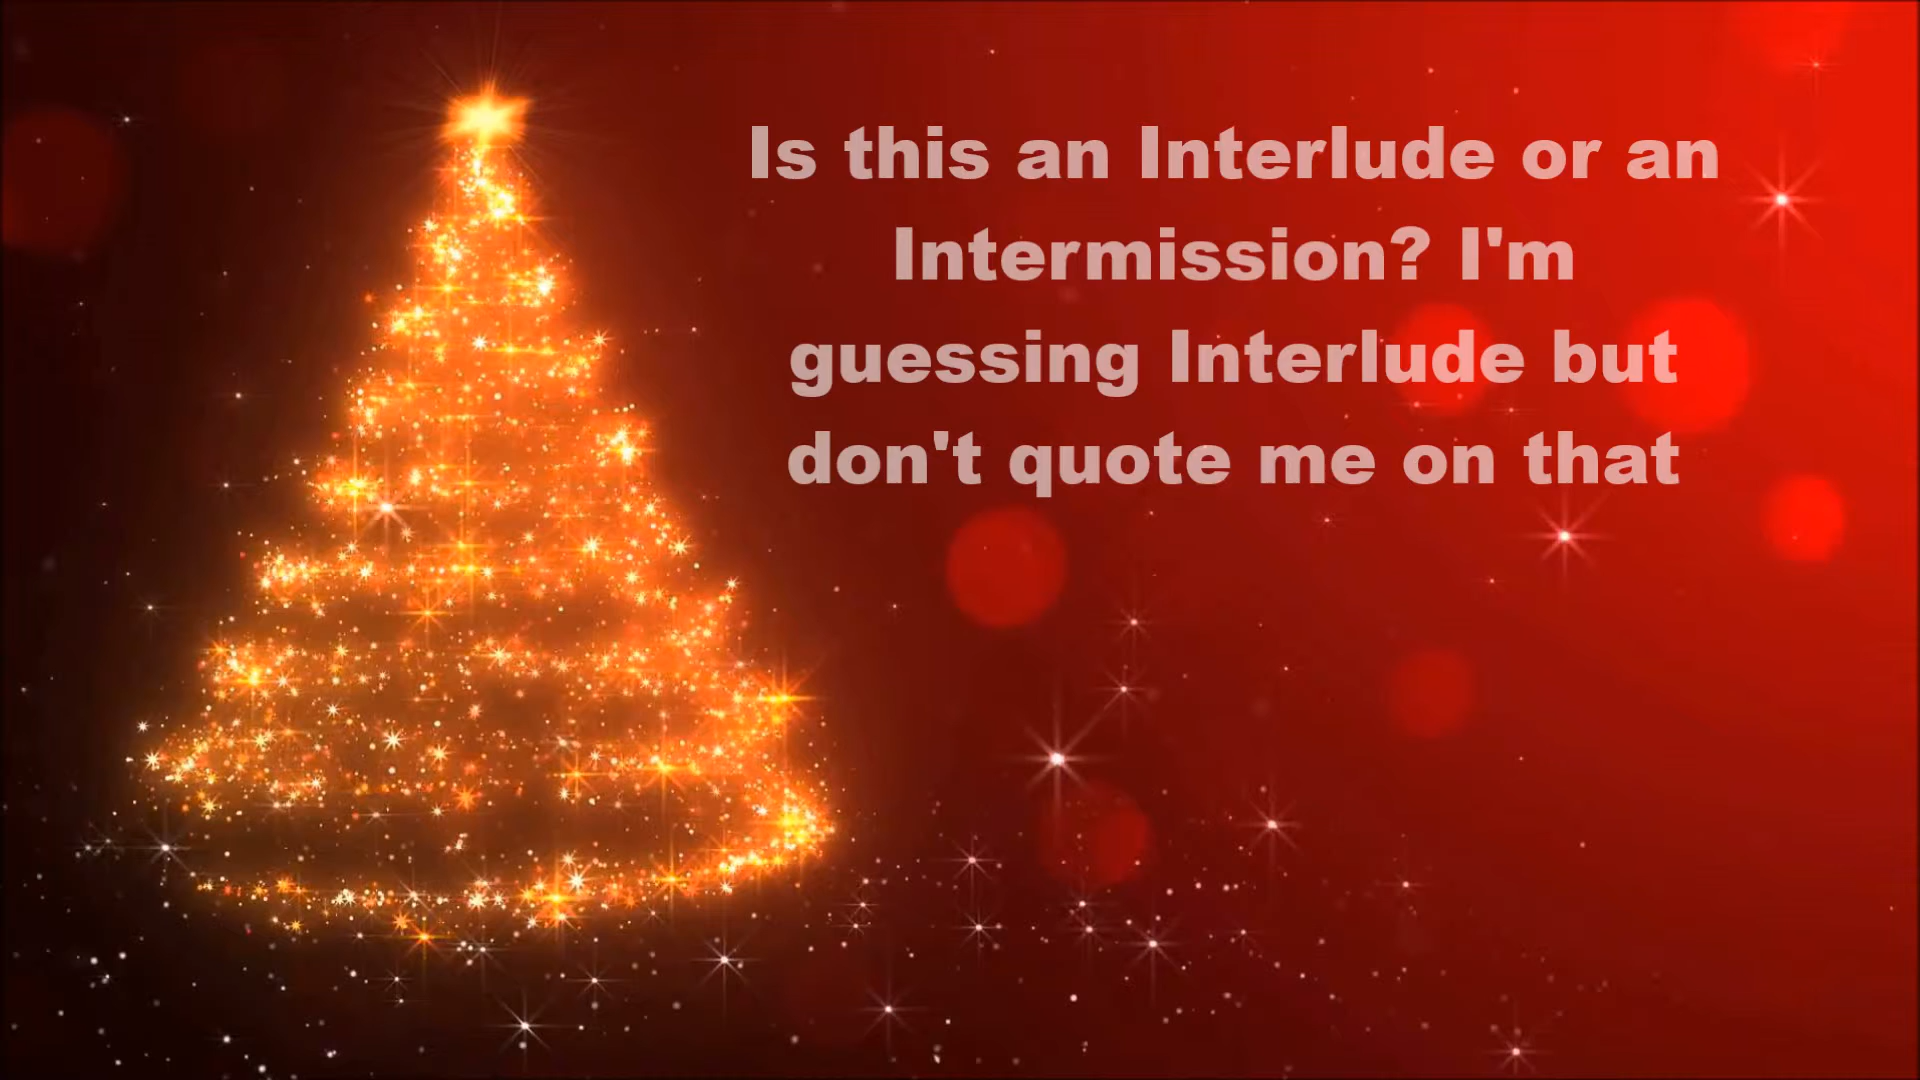 Is this an Interlude or an
Intermission? I'm
guessing Interlude but
don't quote me on that